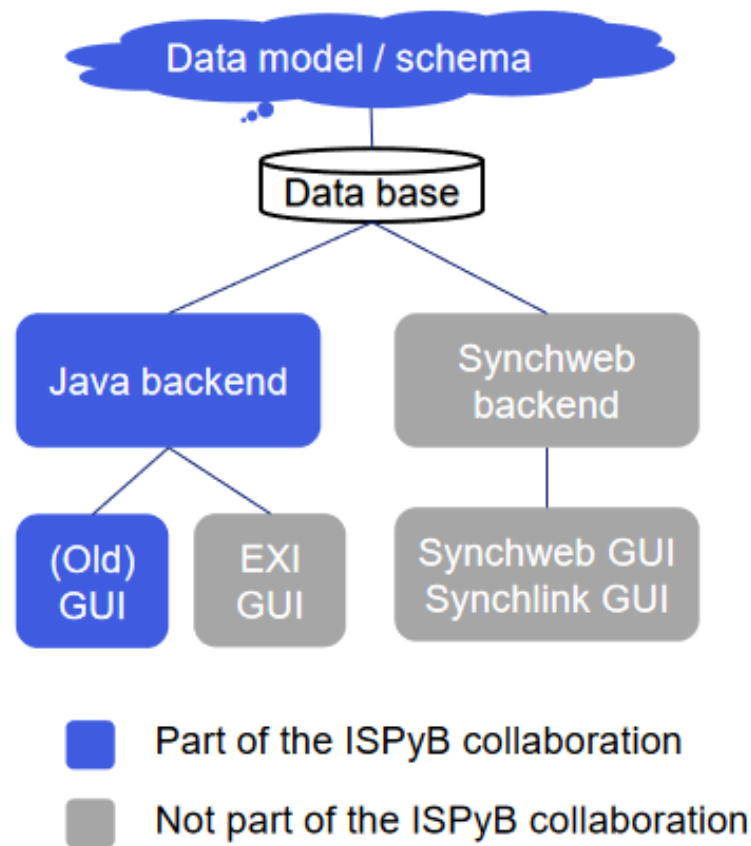 Data model / schema
Data base
Java backend
Synchweb
backend
(Old)
GUI
EXI
GUI
Synchweb GUI
Synchlink GUI
Part of the ISPyB collaboration
Not part of the ISPyB collaboration